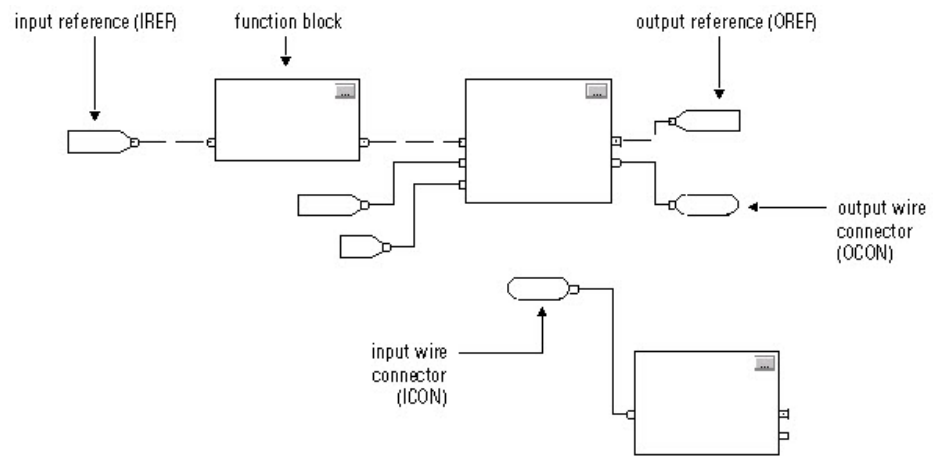 input reference (IREF)
function block
output reference (OREF)
...
...
output wire
connector
(OCON)
input wire
connector
(ICON)
...